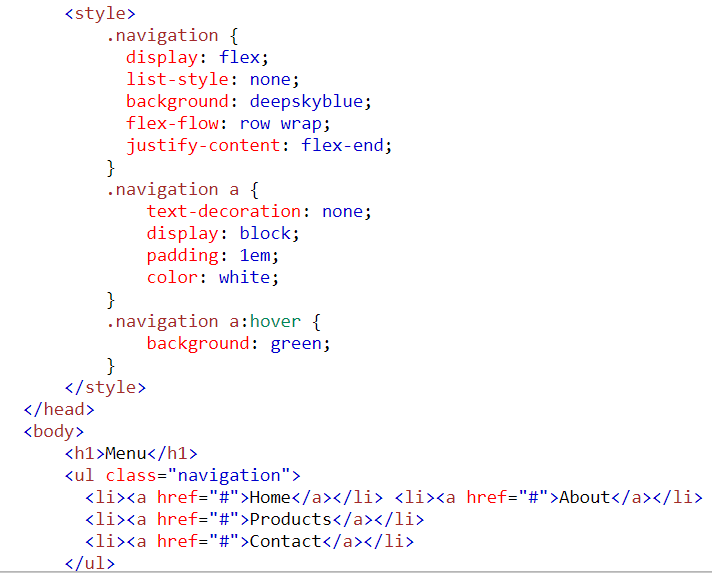 <style>
.navigation {
display: flex;
list-style: none;
background: deepskyblue;
flex-flow: row wrap;
justify-content: flex-end;
}
.navigation a {
text-decoration: none;
display: block;
padding: 1em;
color: white;
}
.navigation a:hover {
background: green;
}
</style>
</head>
<body>
<h1>Menu</h1>
<ul class="navigation">
<li><a href="#">Home</a></li> <li><a href="#">About</a></li>
<li><a href="#">Products</a></li>
<li><a href="#">Contact</a></li>
</ul>